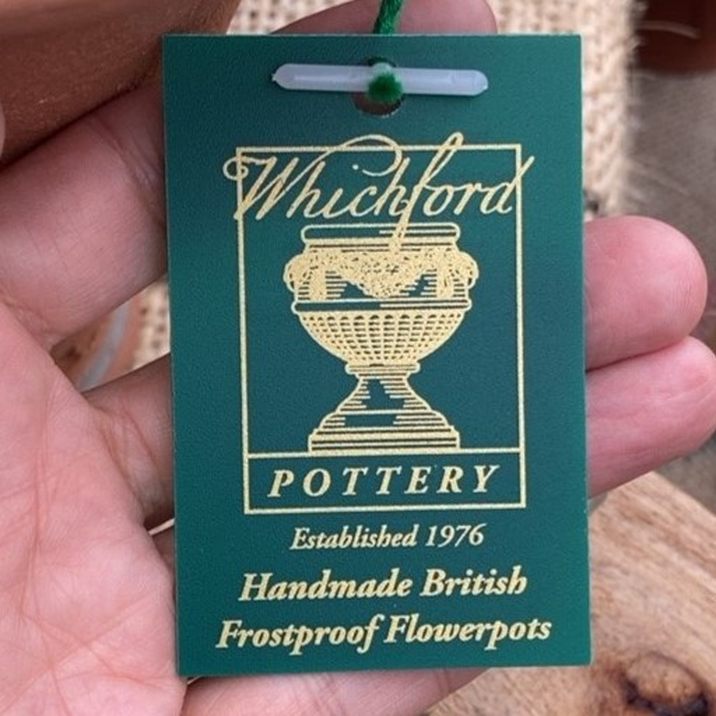 Whichford
POTTERY
Established 1976
Handmade British
Frostproof Flowerpots